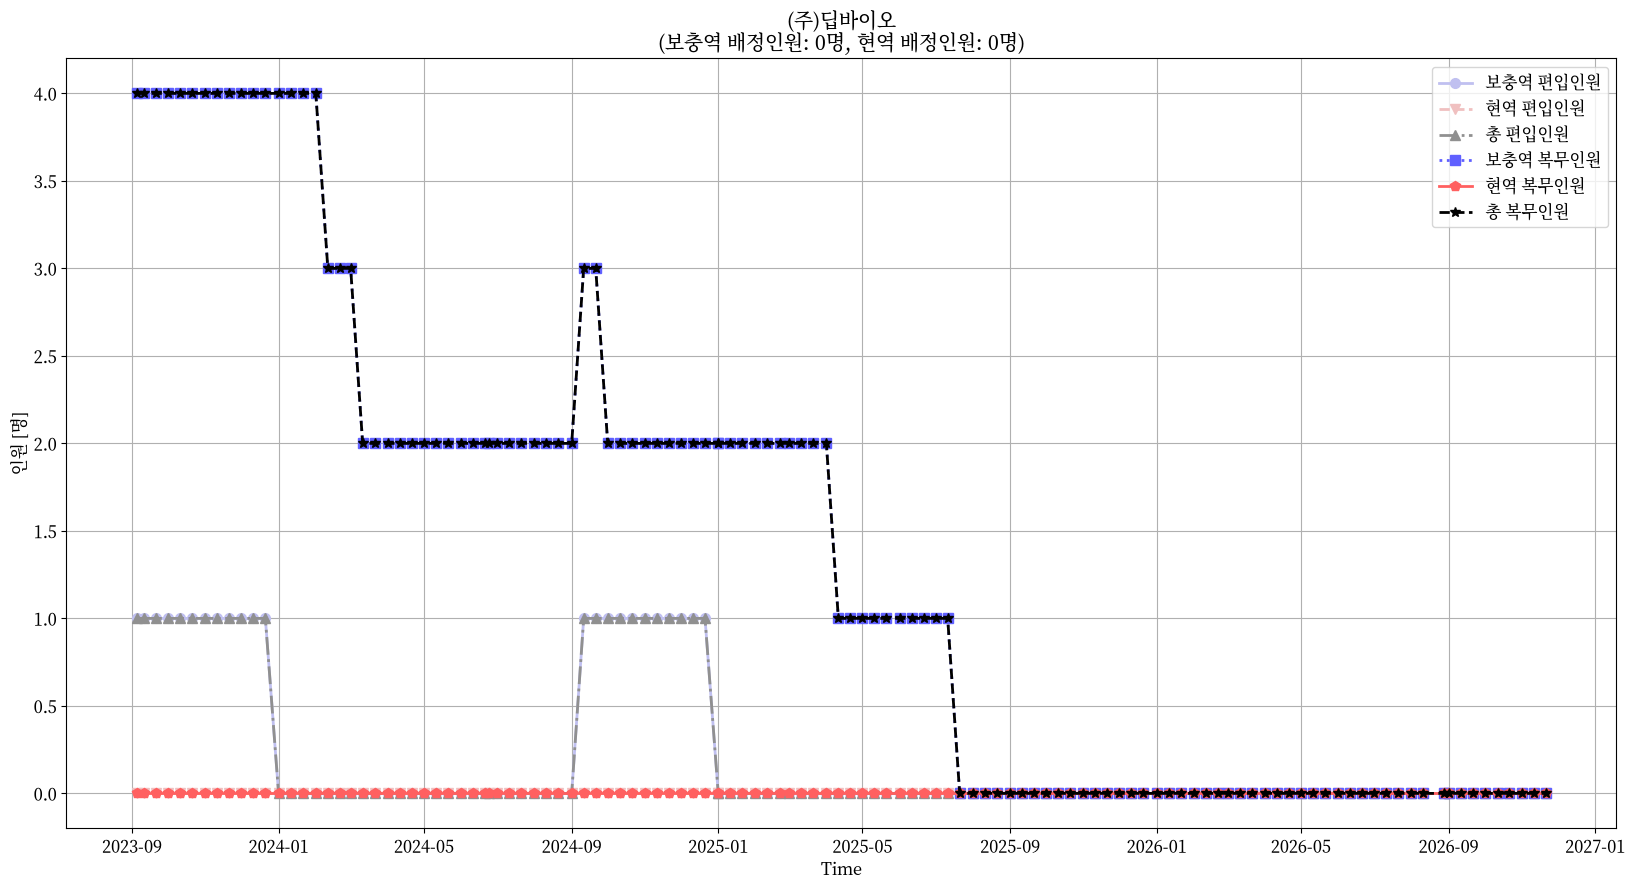 (주)딥바이오
(보충역 배정인원: 0명, 현역 배정인원: 0명)
보충역 편입인원
현역 편입인원
총 편입인원
보충역 복무인원
현역 복무인원
총 복무인원
인원 [명]
4.0
3.5
3.0
2.5
2.0
1.5
1.0
0.5
0.0
2023-09 2024-01 2024-05 2024-09 2025-01 2025-05 2025-09 2026-01 2026-05 2026-09 2027-01
Time